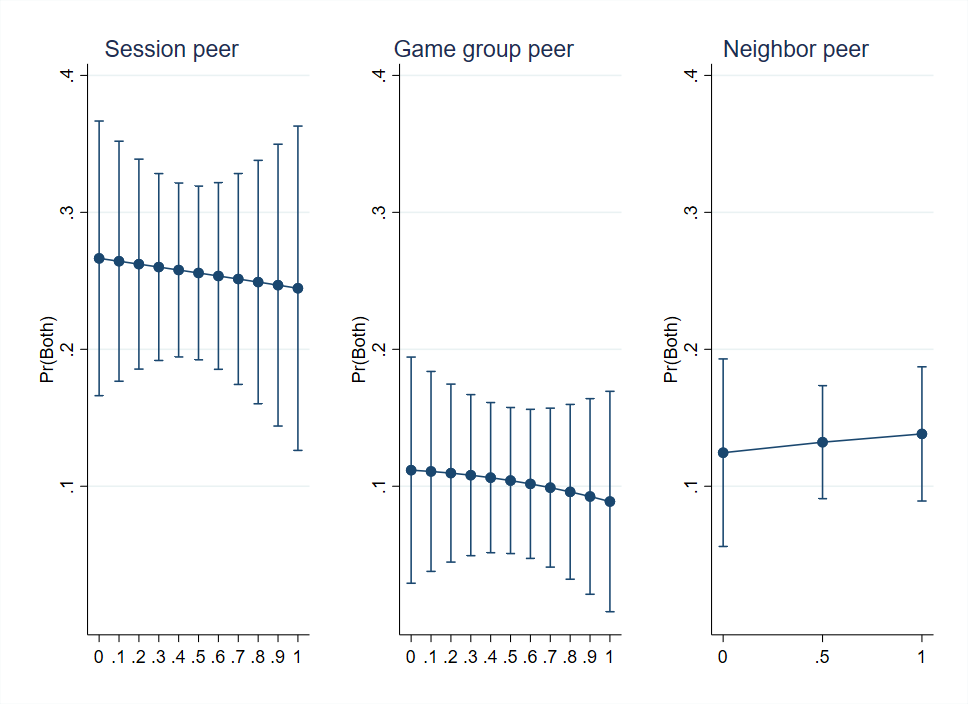 Session peer
Pr(Both)
.4
.3
.2
.1
0 .1 .2 .3 .4 .5 .6 .7 .8 .9 1
Game group peer
Pr(Both)
.4
.3
.2
.1
0 .1 .2 .3 .4 .5 .6 .7 .8 .9 1
Neighbor peer
Pr(Both)
.4
.3
.2
.1
0 .5 1